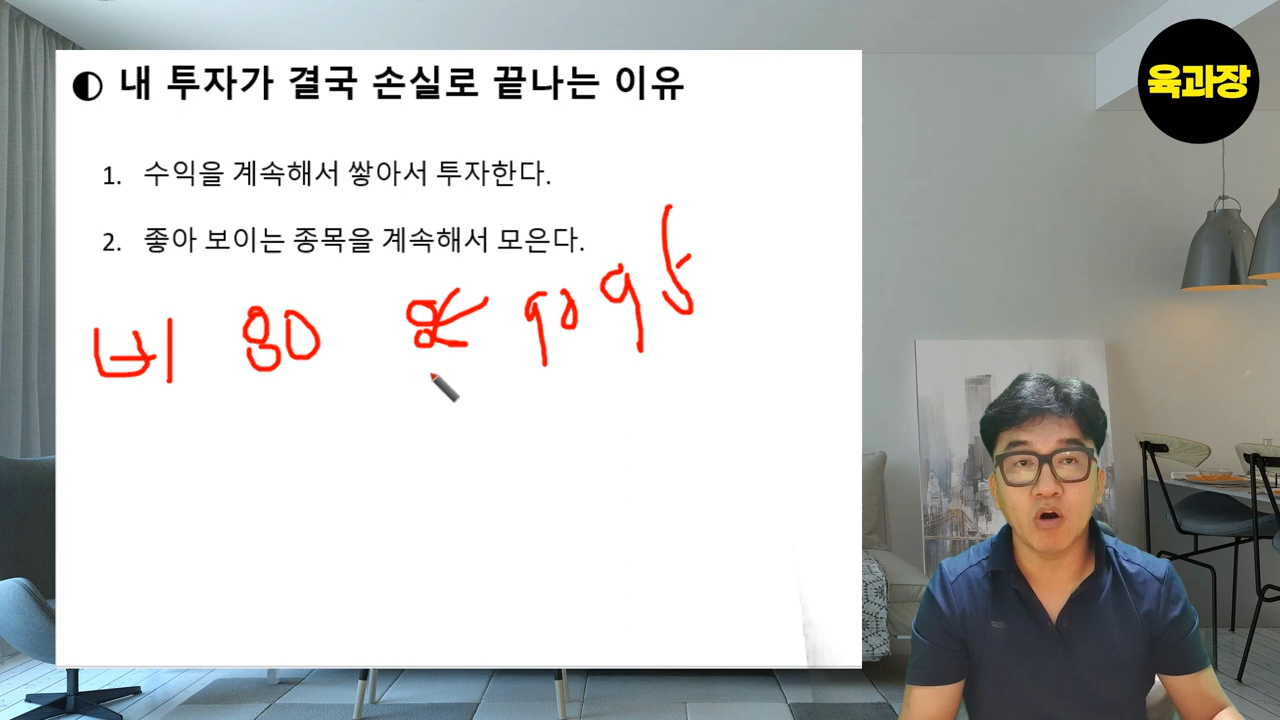 육과장
◐ 내 투자가 결국 손실로 끝나는 이유
1. 수익을 계속해서 쌓아서 투자한다.
2. 좋아 보이는 종목을 계속해서 모은다.
90 95